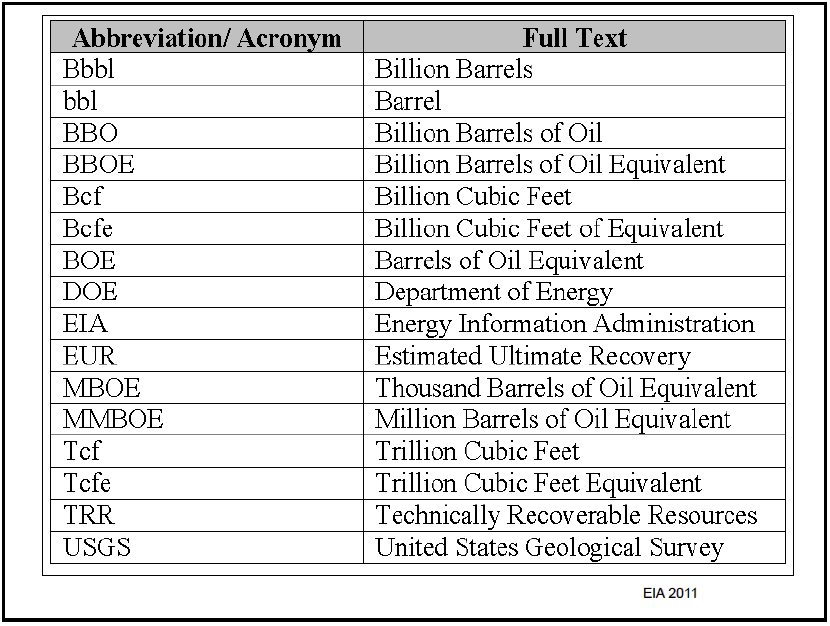 Abbreviation/ Acronym Full Text
Bbbl Billion Barrels
bbl Barrel
BBO Billion Barrels of Oil
BBOE Billion Barrels of Oil Equivalent
Bcf Billion Cubic Feet
Bcfe Billion Cubic Feet of Equivalent
BOE Barrels of Oil Equivalent
DOE Department of Energy
EIA Energy Information Administration
EUR Estimated Ultimate Recovery
MBOE Thousand Barrels of Oil Equivalent
MMBOE Million Barrels of Oil Equivalent
Tcf Trillion Cubic Feet
Tcfe Trillion Cubic Feet Equivalent
TRR Technically Recoverable Resources
USGS United States Geological Survey
EIA 2011